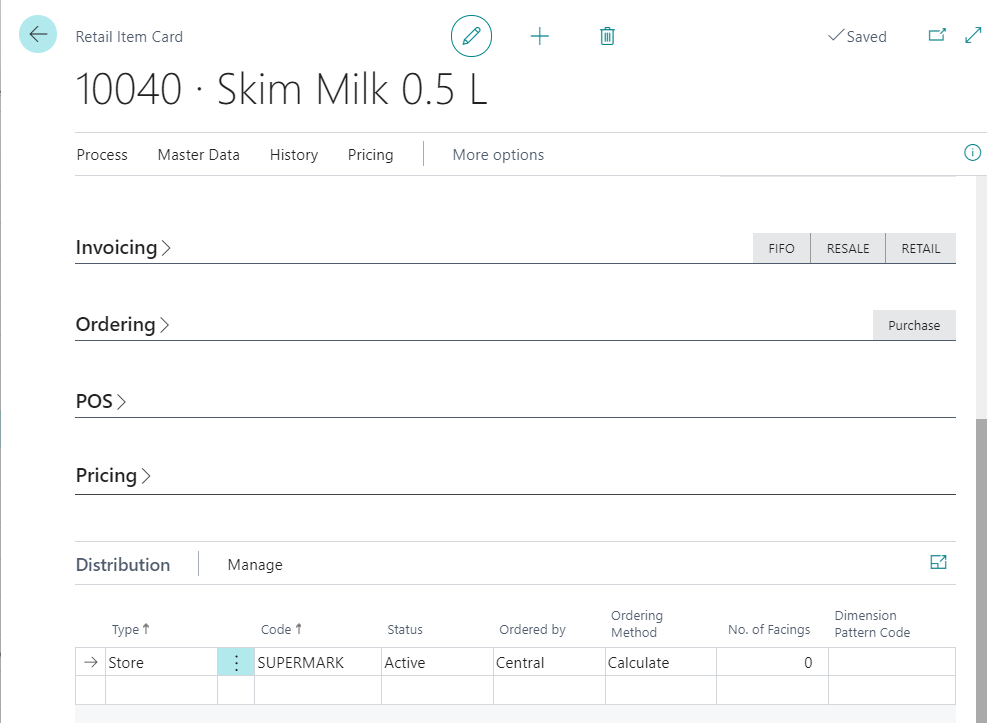 Retail Item Card
Saved
10040 · Skim Milk 0.5 L
Process Master Data History Pricing More options
Invoicing FIFO RESALE RETAIL
Ordering Purchase
POS
Pricing
Distribution Manage
Type ↑ Code ↑ Status Ordered by Ordering Method No. of Facings Dimension Pattern Code
Store SUPERMARK Active Central Calculate 0